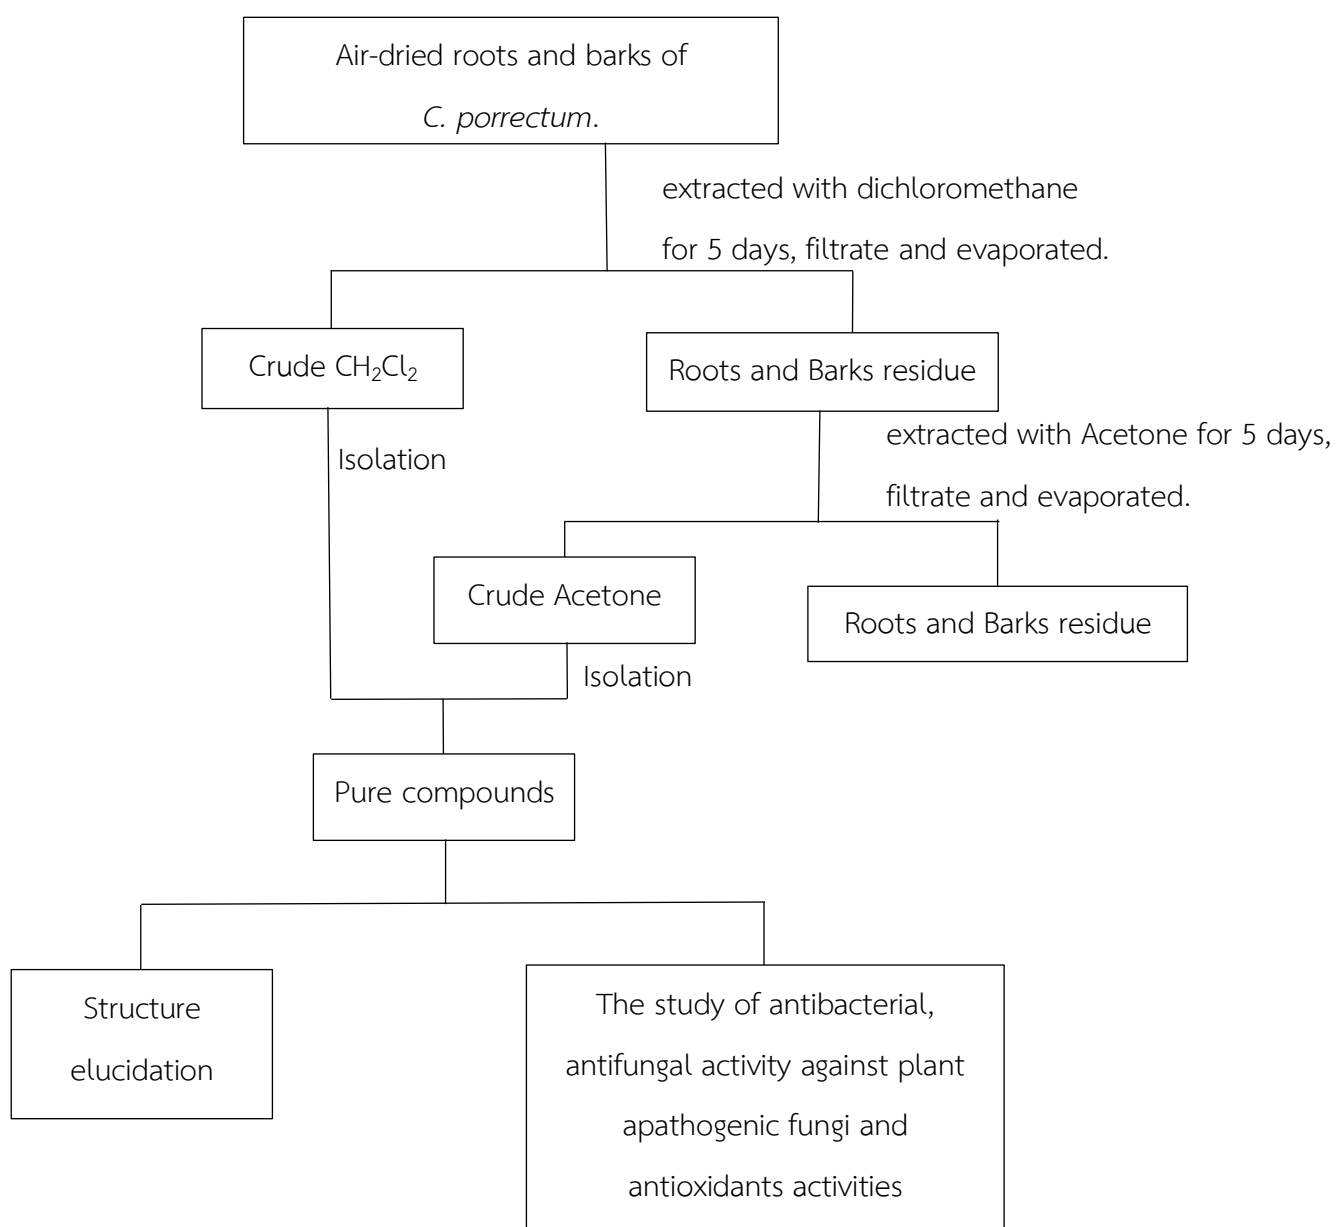 Air-dried roots and barks of
C. porrectum.
extracted with dichloromethane
for 5 days, filtrate and evaporated.
Crude CH₂Cl₂
Roots and Barks residue
extracted with Acetone for 5 days,
filtrate and evaporated.
Isolation
Crude Acetone
Roots and Barks residue
Isolation
Pure compounds
Structure
elucidation
The study of antibacterial,
antifungal activity against plant
apathogenic fungi and
antioxidants activities